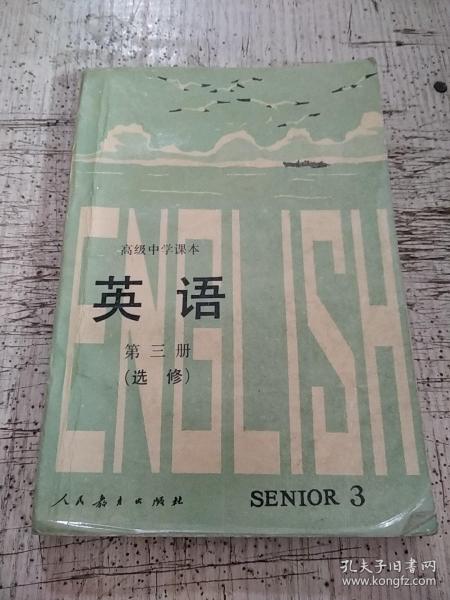 ENGLISH
高级中学课本
英语
第三册
(选修)
人民教育出版社
SENIOR 3
孔夫子旧书网
www.kongfz.com